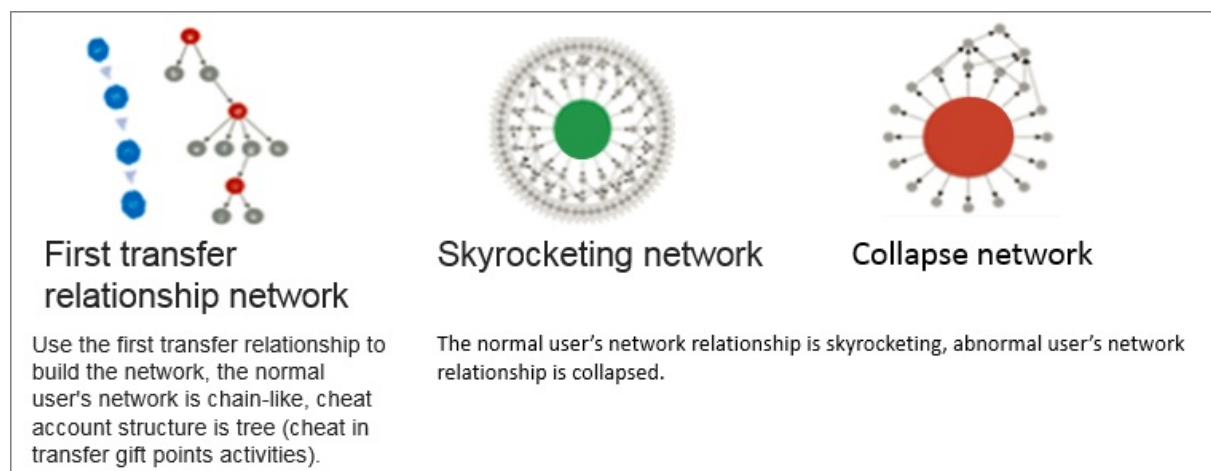 First transfer
relationship network
Use the first transfer relationship to
build the network, the normal
user's network is chain-like, cheat
account structure is tree (cheat in
transfer gift points activities).
Skyrocketing network
Collapse network
The normal user’s network relationship is skyrocketing, abnormal user’s network
relationship is collapsed.